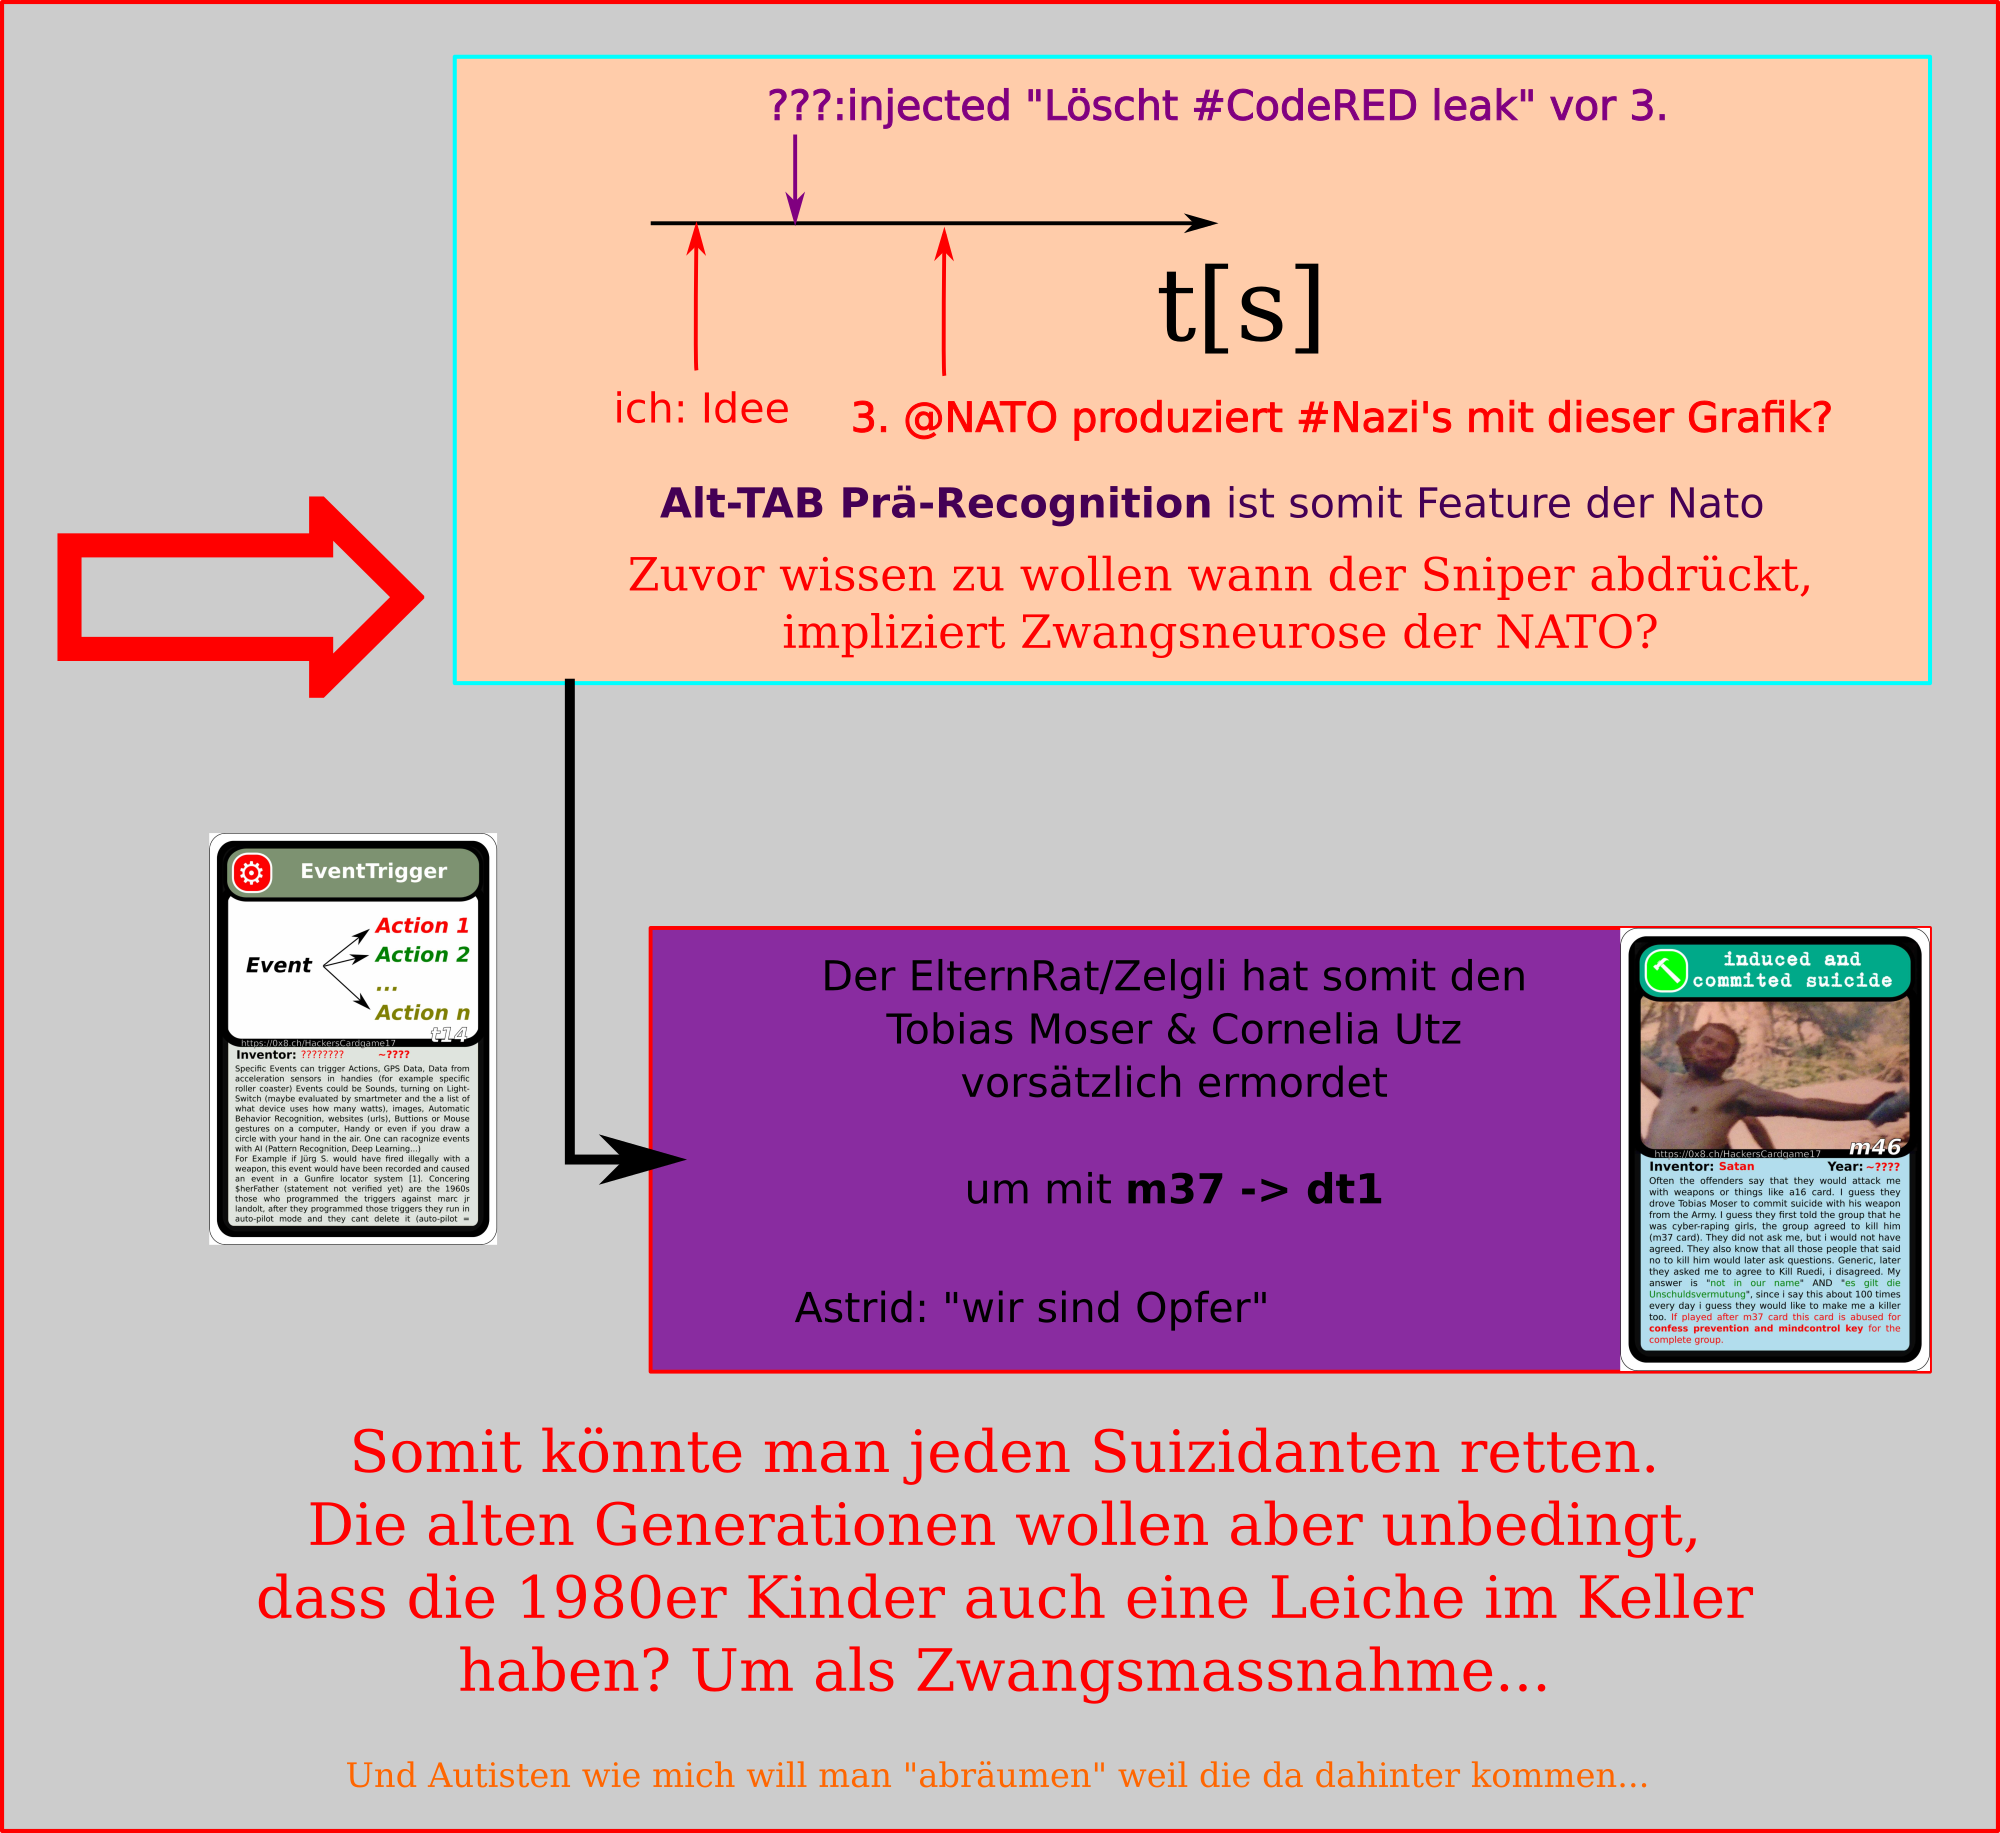 ???:injected "Löscht #CodeRED leak" vor 3.
t[s]
ich: Idee
3. @NATO produziert #Nazi's mit dieser Grafik?
Alt-TAB Prä-Recognition ist somit Feature der Nato
Zuvor wissen zu wollen wann der Sniper abdrückt,
impliziert Zwangsneurose der NATO?
EventTrigger
Action 1
Action 2
Event
...
Action n
t14
https://0x8.ch/HackersCardgame17
Inventor: ???????? ~????
Specific Events can trigger Actions, GPS Data, Data from
acceleration sensors in handies (for example specific
roller coaster) Events could be Sounds, turning on Light-
Switch (maybe evaluated by smartmeter and the a list of
what device uses how many watts), images, Automatic
Behavior Recognition, websites (urls), Buttions or Mouse
gestures on a computer, Handy or even if you draw a
circle with your hand in the air. One can racognize events
with AI (Pattern Recognition, Deep Learning...)
For Example if Jürg S. would have fired illegally with a
weapon, this event would have been recorded and caused
an event in a Gunfire locator system [1]. Concering
$herFather (statement not verified yet) are the 1960s
those who programmed the triggers against marc jr
landolt, after they programmed those triggers they run in
auto-pilot mode and they cant delete it (auto-pilot =
Der ElternRat/Zelgli hat somit den
Tobias Moser & Cornelia Utz
vorsätzlich ermordet
um mit m37 -> dt1
Astrid: "wir sind Opfer"
induced and
commited suicide
m46
https://0x8.ch/HackersCardgame17
Inventor: Satan Year: ~????
Often the offenders say that they would attack me
with weapons or things like a16 card. I guess they
drove Tobias Moser to commit suicide with his weapon
from the Army. I guess they first told the group that he
was cyber-raping girls, the group agreed to kill him
(m37 card). They did not ask me, but i would not have
agreed. They also know that all those people that said
no to kill him would later ask questions. Generic, later
they asked me to agree to Kill Ruedi, i disagreed. My
answer is "not in our name" AND "es gilt die
Unschuldsvermutung", since i say this about 100 times
every day i guess they would like to make me a killer
too. If played after m37 card this card is abused for
confess prevention and mindcontrol key for the
complete group.
Somit könnte man jeden Suizidanten retten.
Die alten Generationen wollen aber unbedingt,
dass die 1980er Kinder auch eine Leiche im Keller
haben? Um als Zwangsmassnahme...
Und Autisten wie mich will man "abräumen" weil die da dahinter kommen...